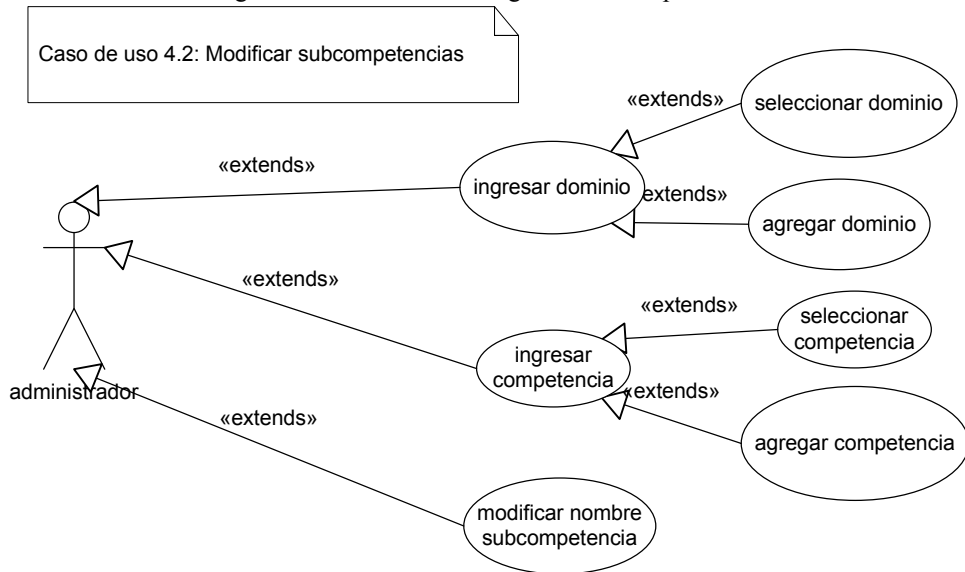 Caso de uso 4.2: Modificar subcompetencias
«extends»
seleccionar dominio
«extends»
ingresar dominio
extends»
agregar dominio
«extends»
«extends»
seleccionar
competencia
ingresar
competencia
«extends»
administrador
«extends»
agregar competencia
modificar nombre
subcompetencia